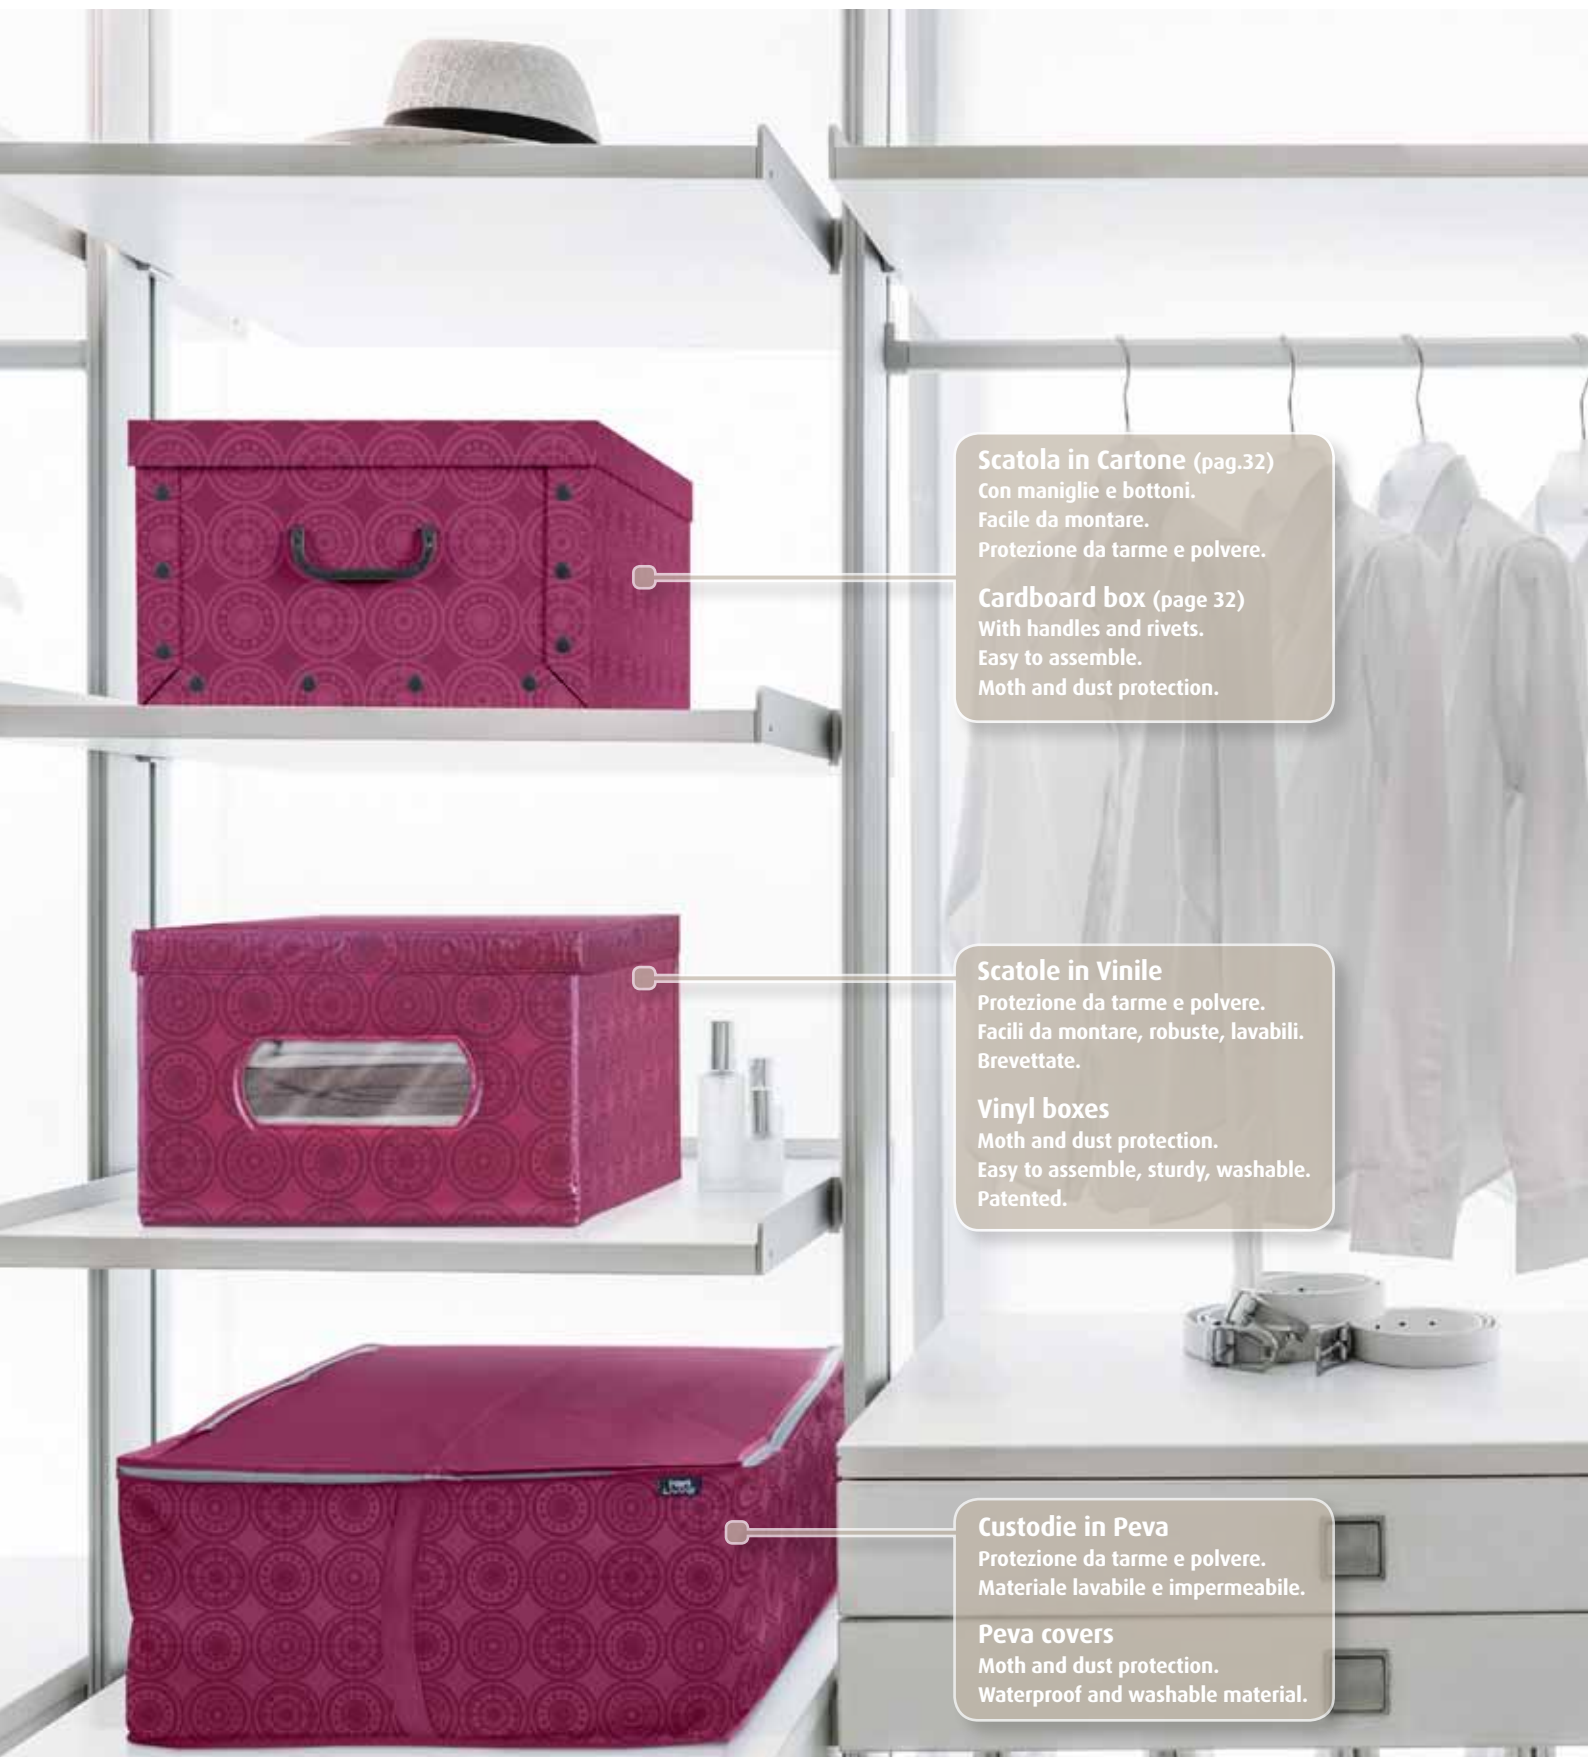 Scatola in Cartone (pag.32)
Con maniglie e bottoni.
Facile da montare.
Protezione da tarme e polvere.
Cardboard box (page 32)
With handles and rivets.
Easy to assemble.
Moth and dust protection.
Scatole in Vinile
Protezione da tarme e polvere.
Facili da montare, robuste, lavabili.
Brevettate.
Vinyl boxes
Moth and dust protection.
Easy to assemble, sturdy, washable.
Patented.
Custodie in Peva
Protezione da tarme e polvere.
Materiale lavabile e impermeabile.
Peva covers
Moth and dust protection.
Waterproof and washable material.